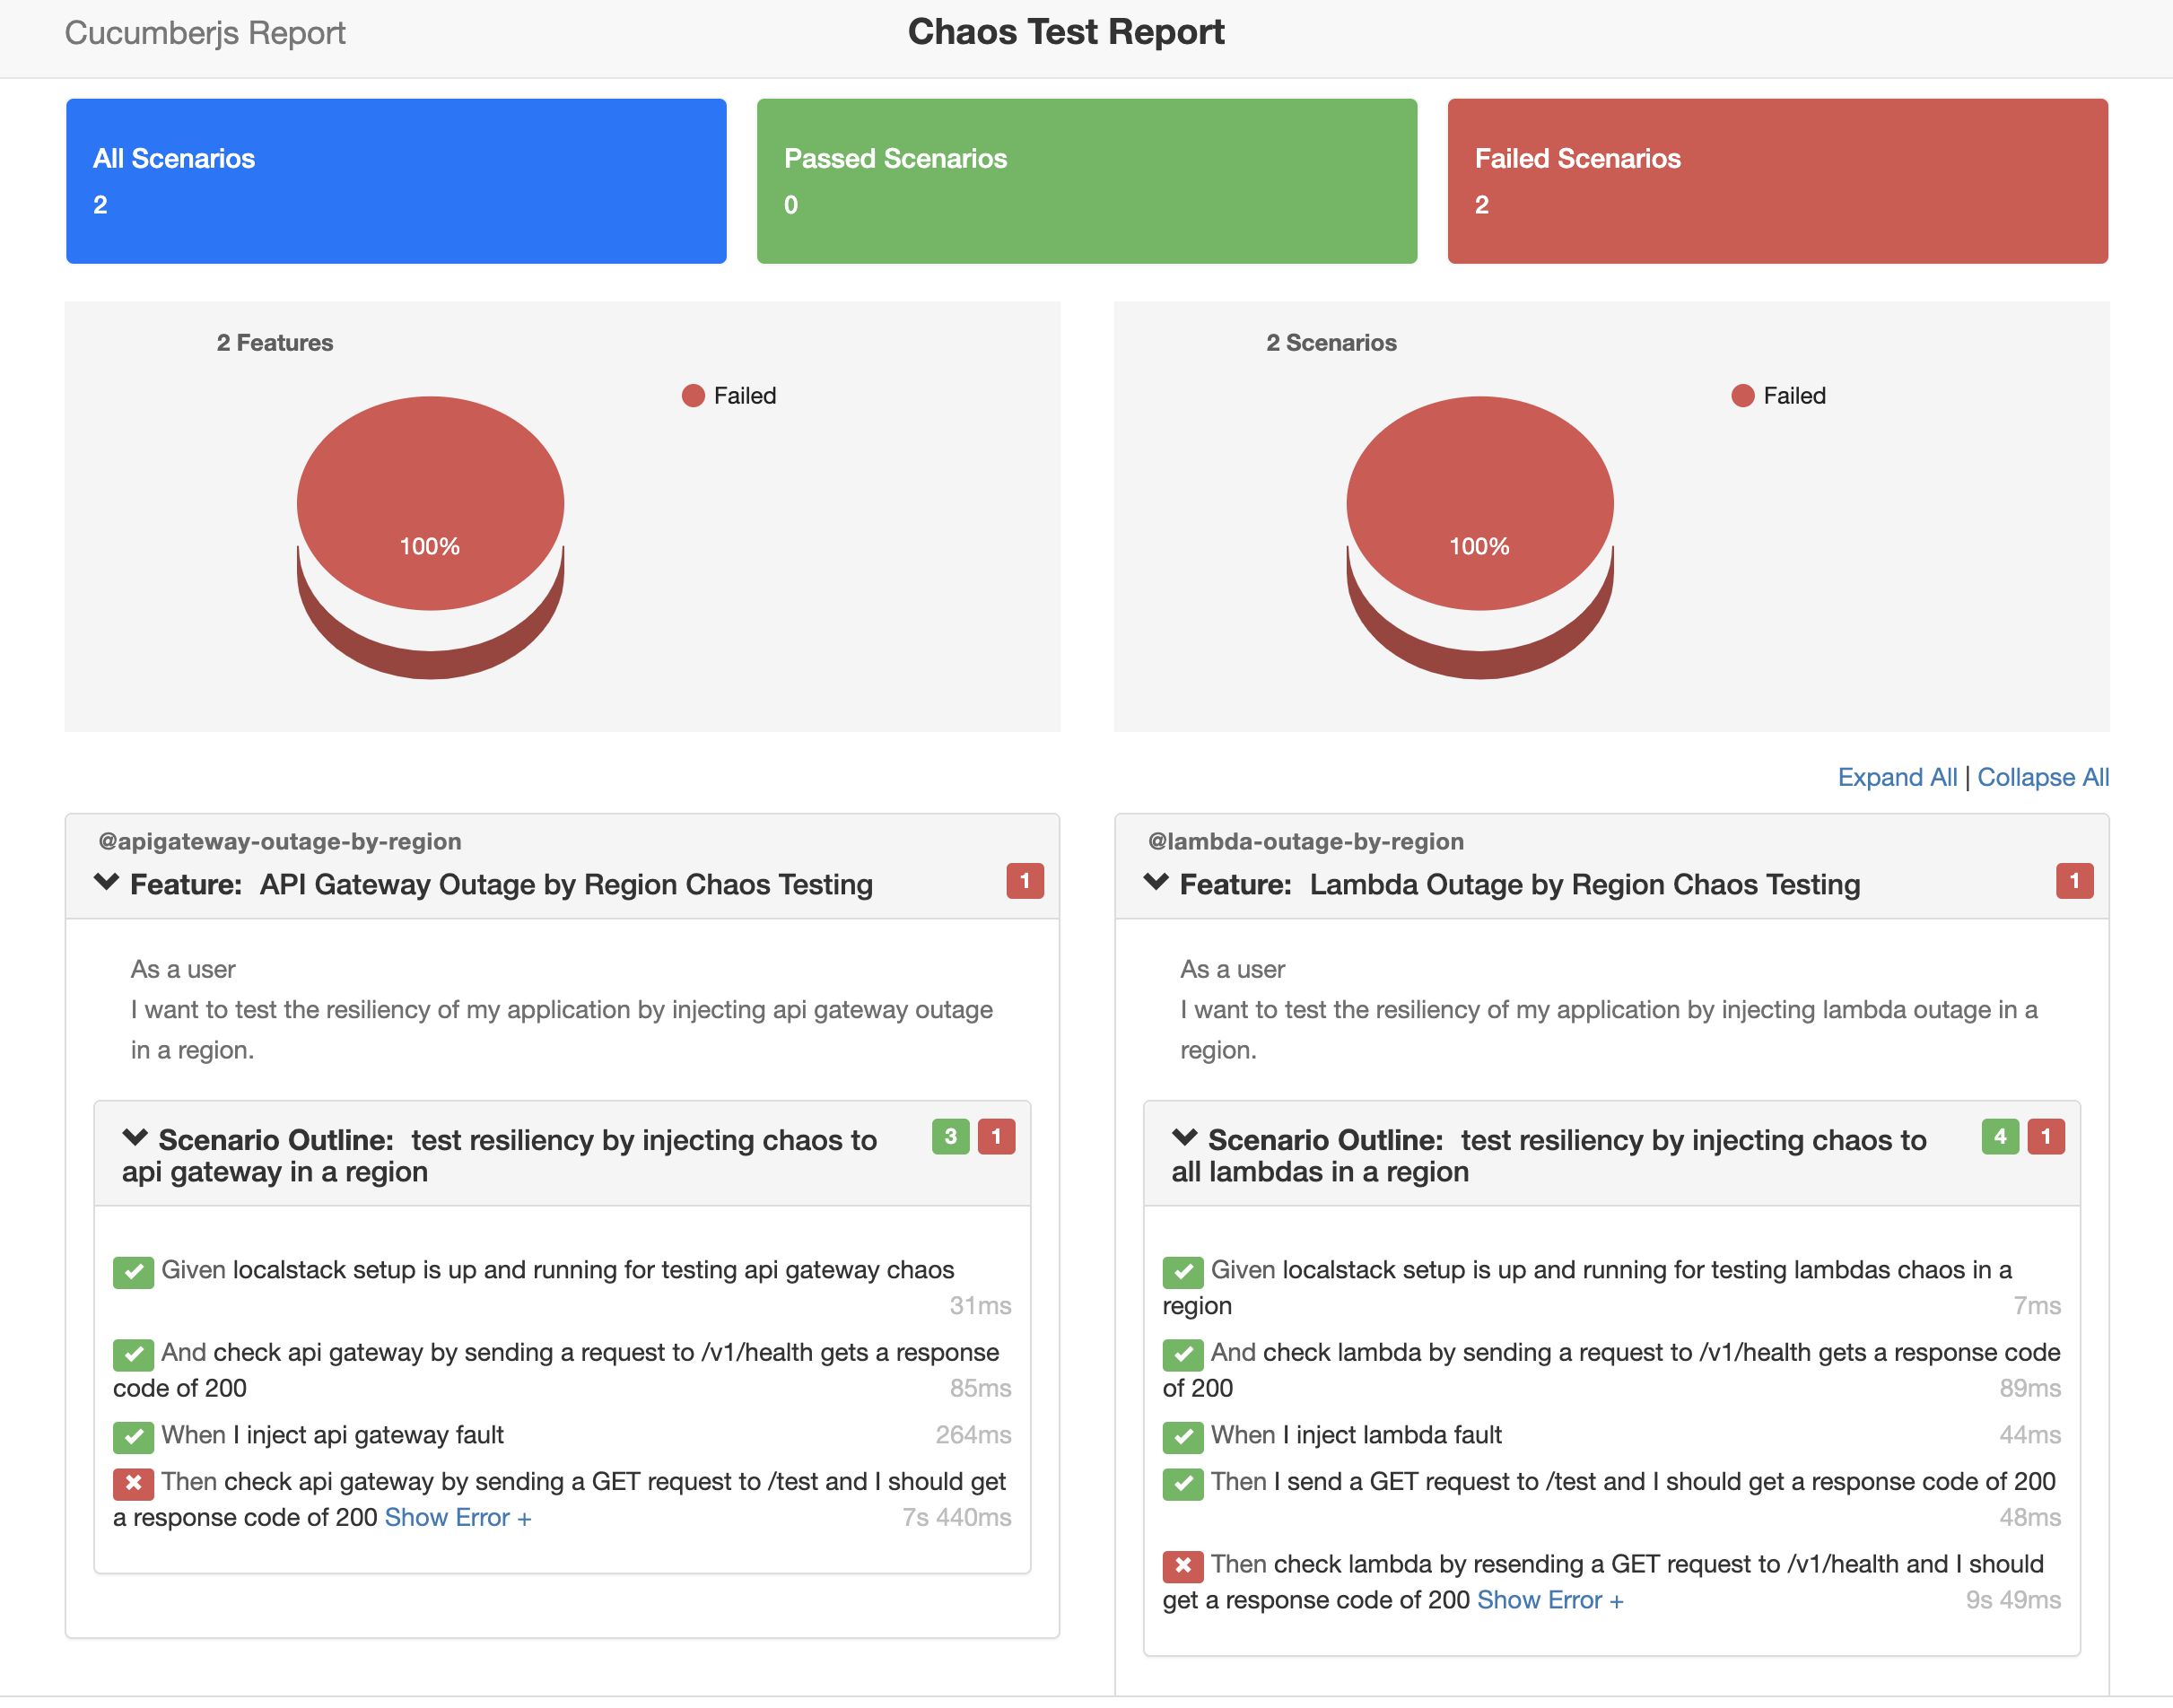 Cucumberjs Report
Chaos Test Report
All Scenarios
2
Passed Scenarios
0
Failed Scenarios
2
2 Features
Failed
100%
2 Scenarios
Failed
100%
Expand All | Collapse All
@apigateway-outage-by-region
Feature: API Gateway Outage by Region Chaos Testing
1
As a user
I want to test the resiliency of my application by injecting api gateway outage
in a region.
Scenario Outline: test resiliency by injecting chaos to
api gateway in a region
3 1
Given localstack setup is up and running for testing api gateway chaos
31ms
And check api gateway by sending a request to /v1/health gets a response
code of 200 85ms
When I inject api gateway fault 264ms
Then check api gateway by sending a GET request to /test and I should get
a response code of 200 Show Error + 7s 440ms
@lambda-outage-by-region
Feature: Lambda Outage by Region Chaos Testing
1
As a user
I want to test the resiliency of my application by injecting lambda outage in a
region.
Scenario Outline: test resiliency by injecting chaos to
all lambdas in a region
4 1
Given localstack setup is up and running for testing lambdas chaos in a
region 7ms
And check lambda by sending a request to /v1/health gets a response code
of 200 89ms
When I inject lambda fault 44ms
Then I send a GET request to /test and I should get a response code of 200
48ms
Then check lambda by resending a GET request to /v1/health and I should
get a response code of 200 Show Error + 9s 49ms